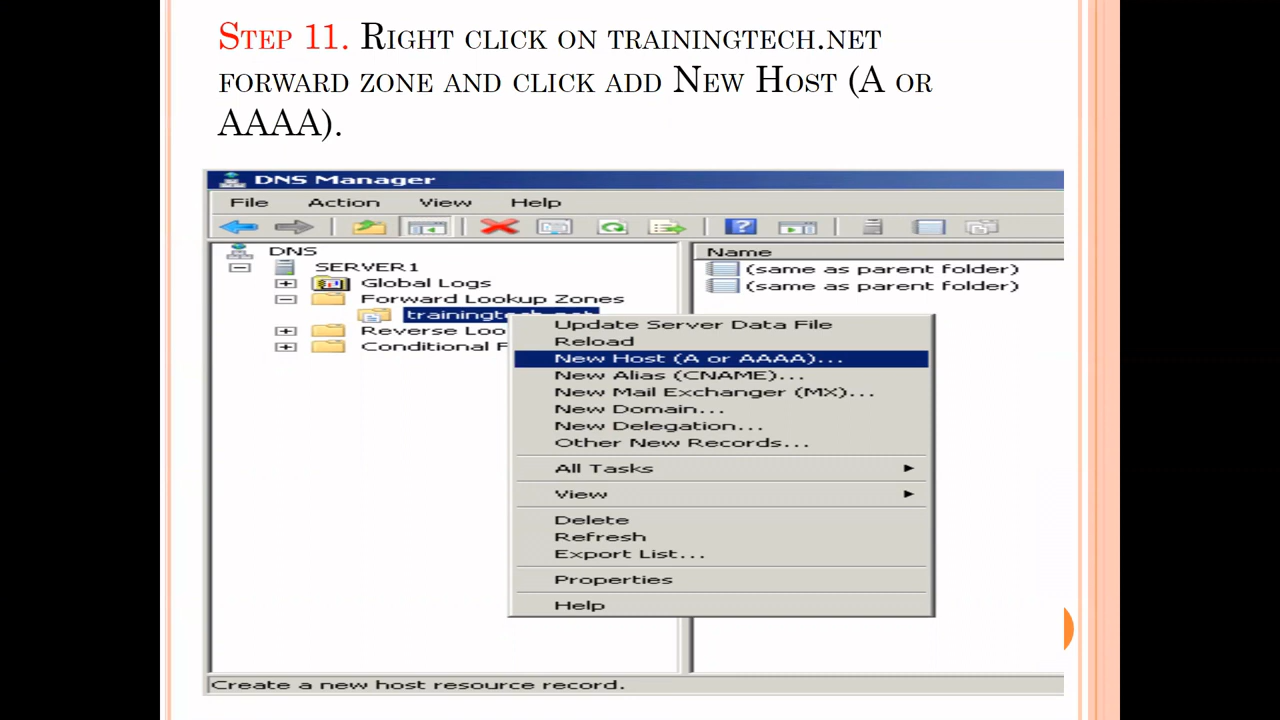 Step 11. Right click on trainingtech.net
forward zone and click add New Host (A or
AAAA).
DNS Manager
File Action View Help
DNS
SERVER1
Global Logs
Forward Lookup Zones
Reverse
Conditional
Name
(same as parent folder)
(same as parent folder)
Update Server Data File
Reload
New Host (A or AAAA)...
New Alias (CNAME)...
New Mail Exchanger (MX)...
New Domain...
New Delegation...
Other New Records...
All Tasks
View
Delete
Refresh
Export List...
Properties
Help
Create a new host resource record.